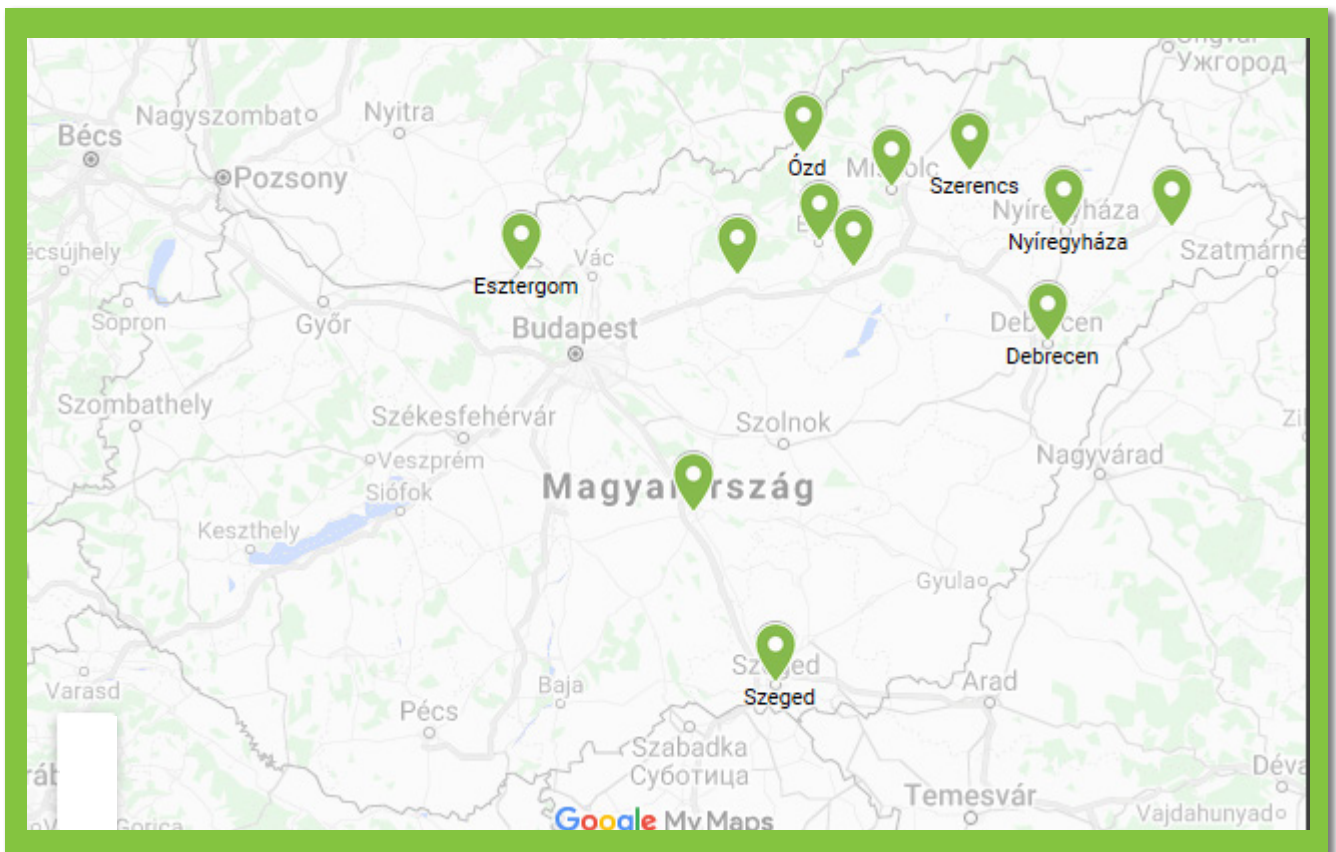 Ужгород
Nagyszombat
Nyitra
Bécs
Pozsony
Ózd
Szerencs
Nyíregyháza
Nyíregyháza
Szatmárné
écsújhely
Vác
Esztergom
Sopron
Győr
Budapest
Debrecen
Debrecen
Szombathely
Székesfehérvár
Szolnok
Veszprém
Nagyvárad
Siófok
Magyarország
Keszthely
Gyula
Szeged
Szeged
Varasd
Baja
Arad
Pécs
Szabadka
Суботица
Déva
Temesvár
Vajdahunyad
Google My Maps